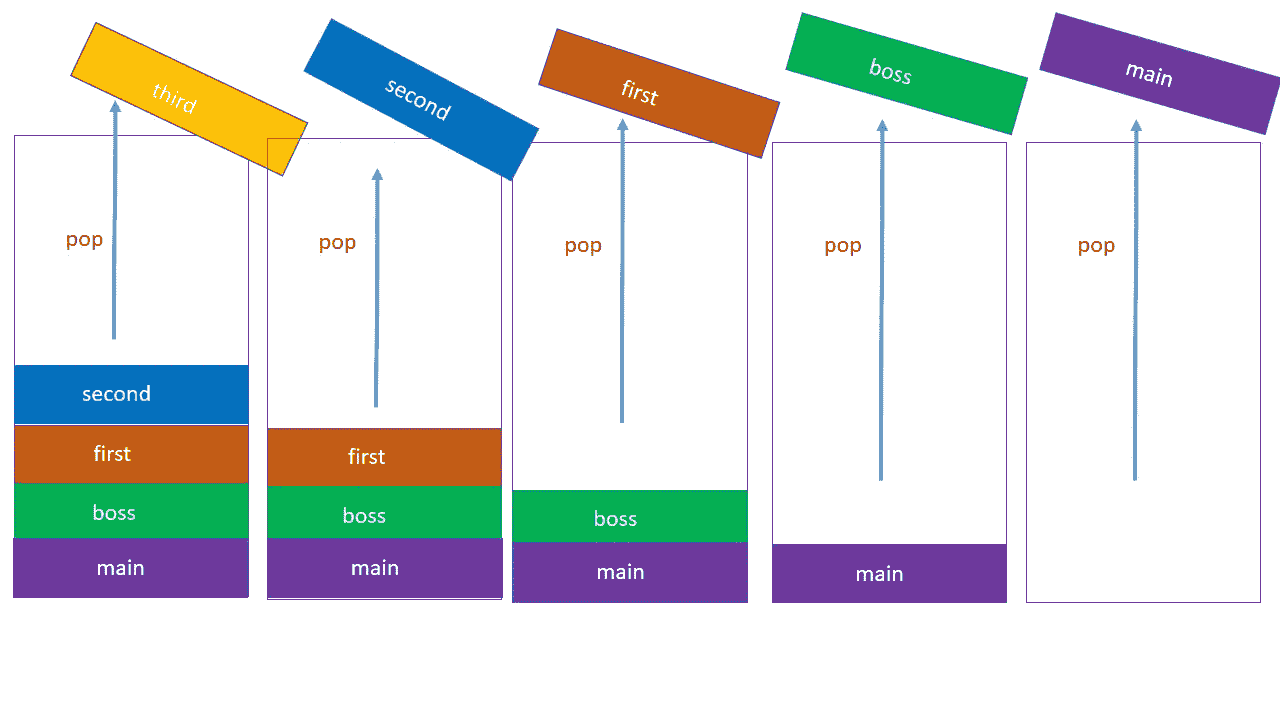 third
pop
second
first
boss
main
second
pop
first
boss
main
first
pop
boss
main
boss
pop
main
main
pop